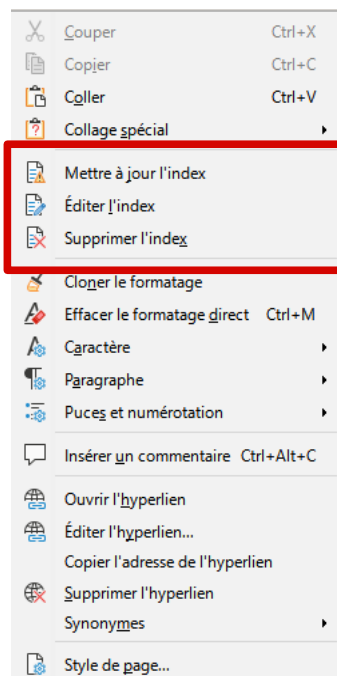 Couper Ctrl+X
Copier Ctrl+C
Coller Ctrl+V
Collage spécial
Mettre à jour l'index
Éditer l'index
Supprimer l'index
Cloner le formatage
Effacer le formatage direct Ctrl+M
Caractère
Paragraphe
Puces et numérotation
Insérer un commentaire Ctrl+Alt+C
Ouvrir l'hyperlien
Éditer l'hyperlien...
Copier l'adresse de l'hyperlien
Supprimer l'hyperlien
Synonymes
Style de page...